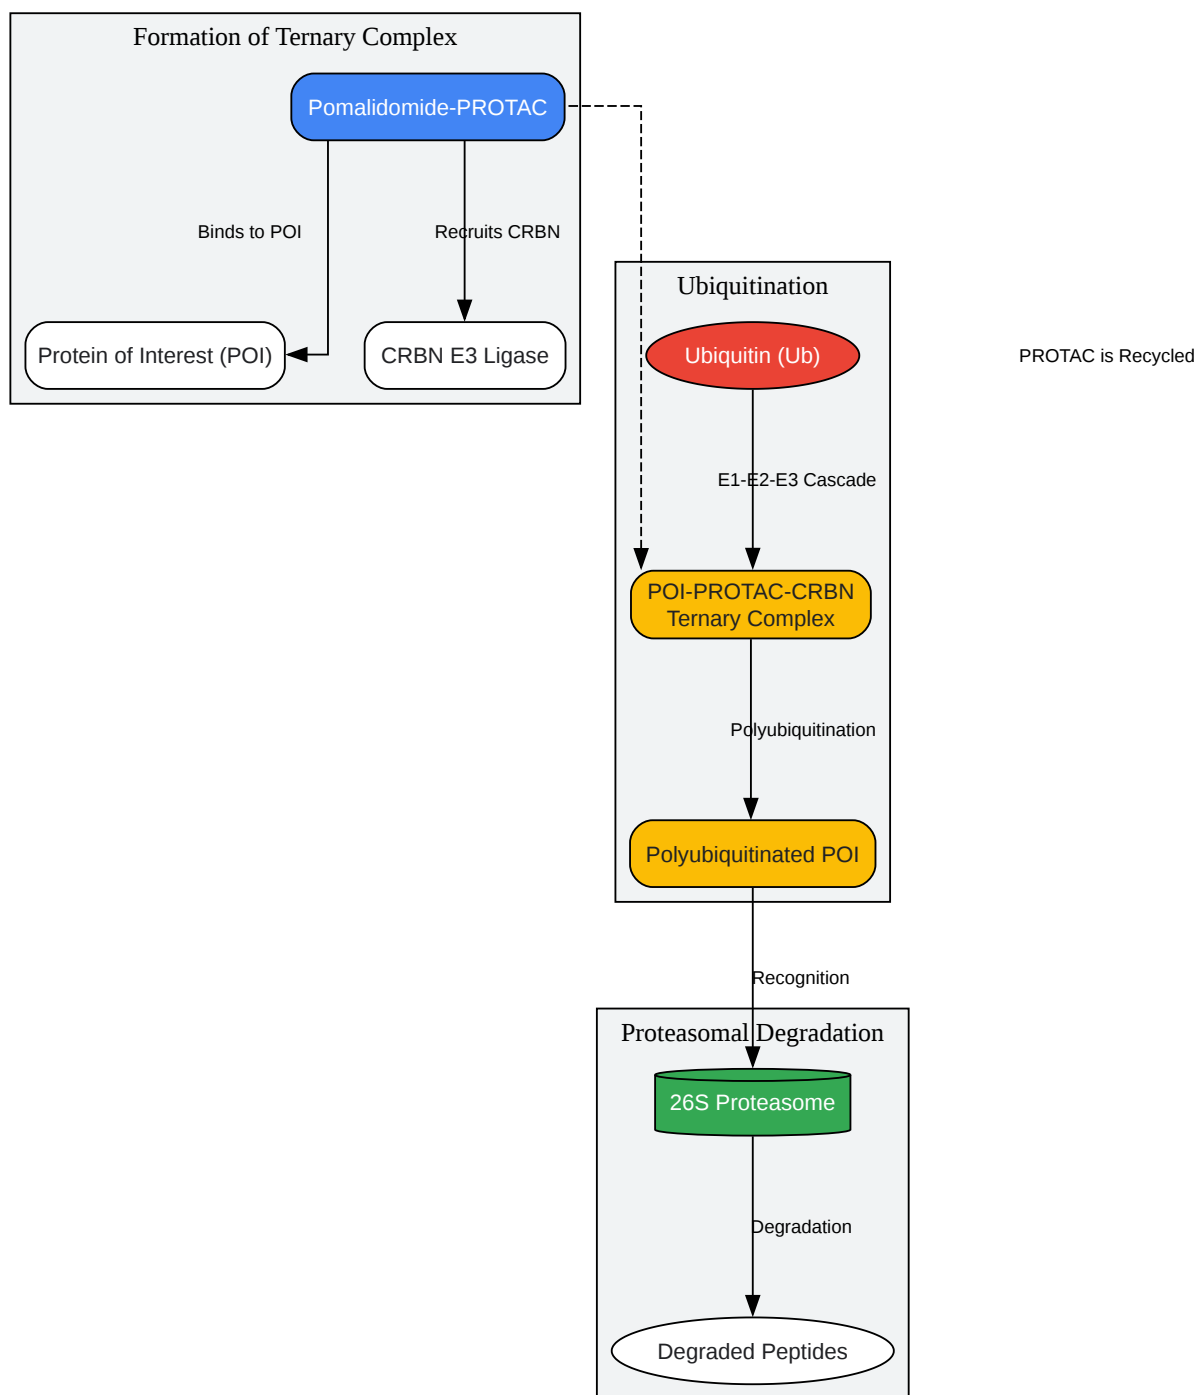 Formation of Ternary Complex
Pomalidomide-PROTAC
Binds to POI
Recruits CRBN
Protein of Interest (POI)
CRBN E3 Ligase
Ubiquitination
Ubiquitin (Ub)
PROTAC is Recycled
E1-E2-E3 Cascade
POI-PROTAC-CRBN
Ternary Complex
Polyubiquitination
Polyubiquitinated POI
Recognition
Proteasomal Degradation
26S Proteasome
Degradation
Degraded Peptides